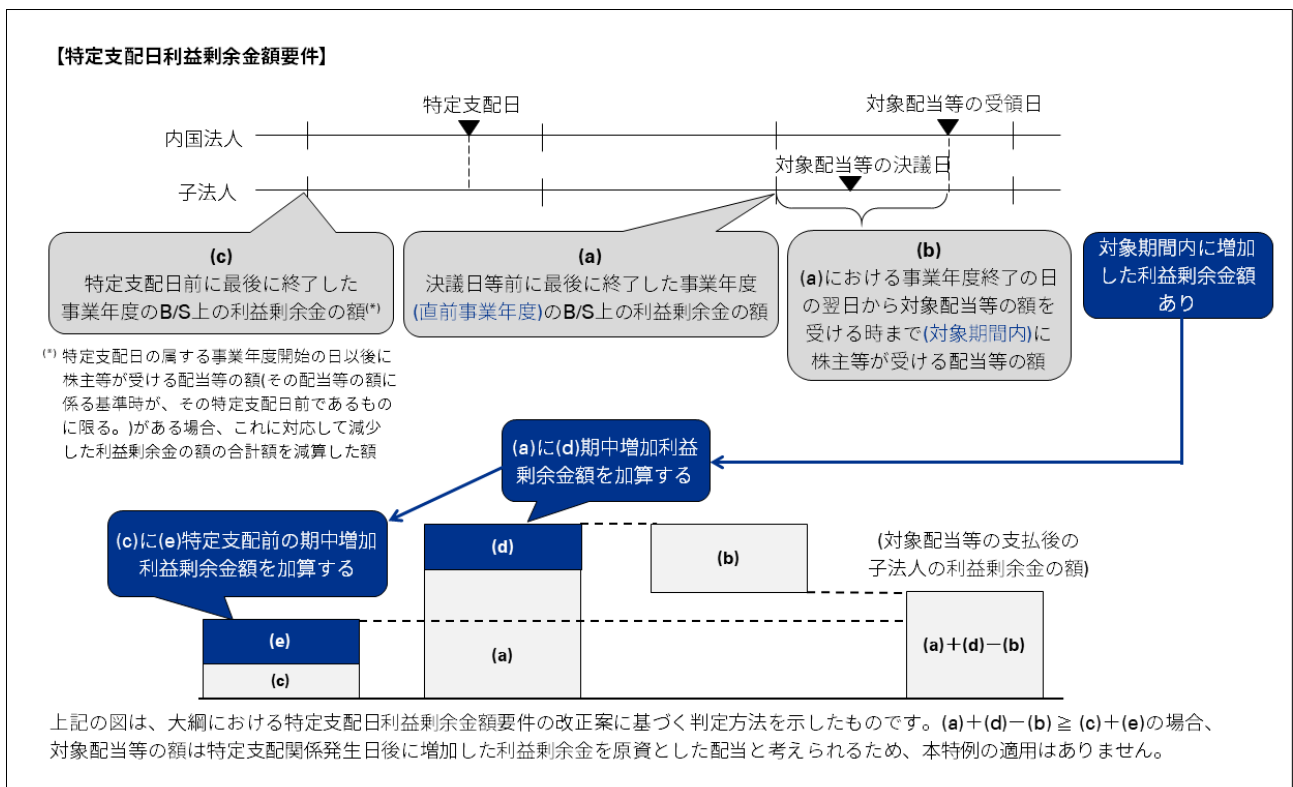 【特定支配日利益剰余金額要件】
特定支配日
対象配当等の受領日
内国法人
対象配当等の決議日
子法人
(c)
特定支配日前に最後に終了した
事業年度のB/S上の利益剰余金の額(*)
(a)
決議日等前に最後に終了した事業年度
(直前事業年度)のB/S上の利益剰余金の額
(b)
(a)における事業年度終了の日
の翌日から対象配当等の額を
受ける時まで(対象期間内)に
株主等が受ける配当等の額
対象期間内に増加
した利益剰余金額
あり
(*) 特定支配日の属する事業年度開始の日以後に
株主等が受ける配当等の額(その配当等の額に
係る基準時が、その特定支配日前であるもの
に限る。)がある場合、これに対応して減少
した利益剰余金の額の合計額を減算した額
(a)に(d)期中増加利益
剰余金額を加算する
(c)に(e)特定支配前の期中増加
利益剰余金額を加算する
(d)
(b)
(対象配当等の支払後の
子法人の利益剰余金の額)
(e)
(a)
(a)＋(d)－(b)
(c)
上記の図は、大綱における特定支配日利益剰余金額要件の改正案に基づく判定方法を示したものです。(a)＋(d)－(b) ≧ (c)＋(e)の場合、
対象配当等の額は特定支配関係発生日後に増加した利益剰余金を原資とした配当と考えられるため、本特例の適用はありません。